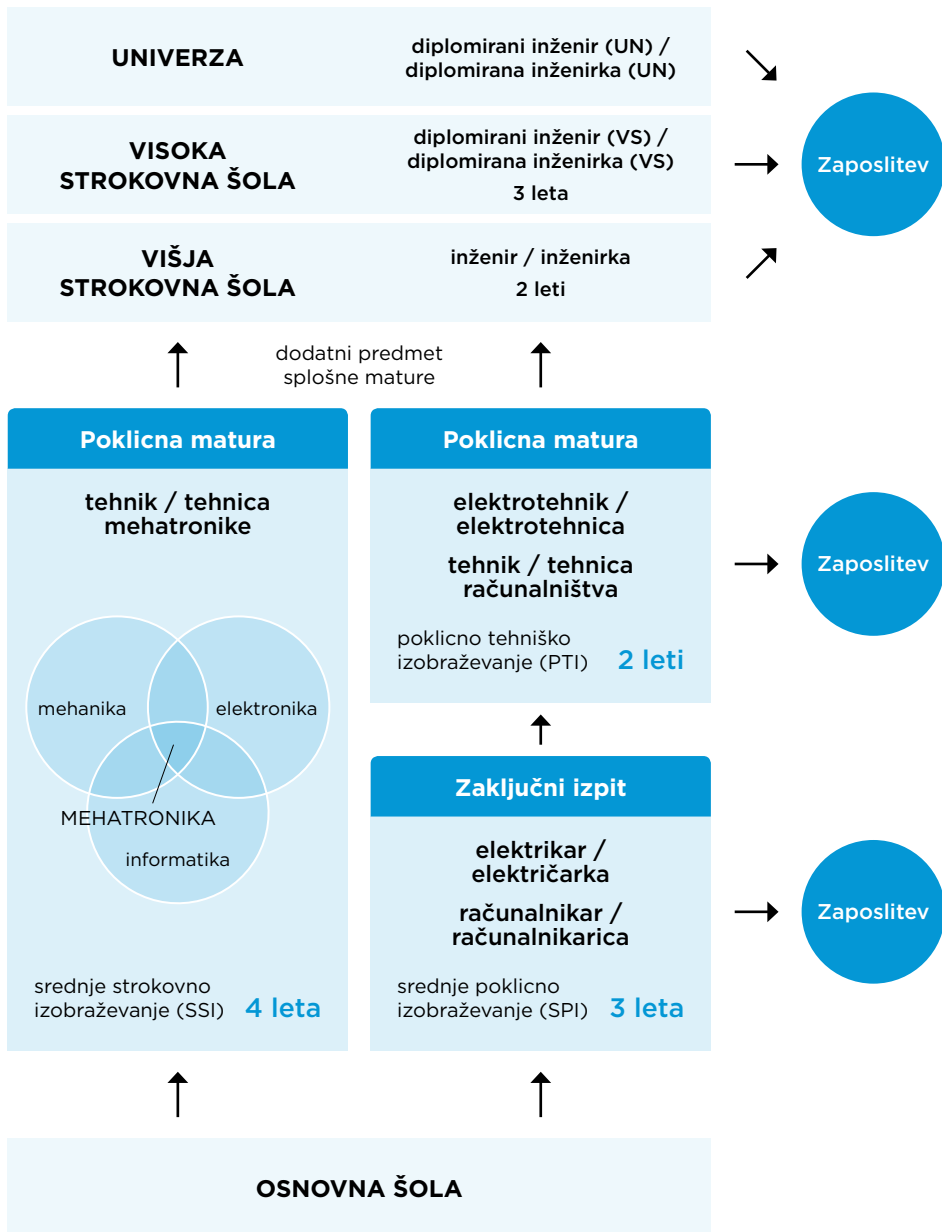 UNIVERZA
diplomirani inženir (UN) /
diplomirana inženirka (UN)
VISOKA
STROKOVNA ŠOLA
diplomirani inženir (VS) /
diplomirana inženirka (VS)
3 leta
Zaposlitev
VIŠJA
STROKOVNA ŠOLA
inženir / inženirka
2 leti
dodatni predmet
splošne mature
Poklicna matura
tehnik / tehnica
mehatronike
mehanika
elektronika
MEHATRONIKA
informatika
srednje strokovno
izobraževanje (SSI) 4 leta
Poklicna matura
elektrotehnik /
elektrotehnica
tehnik / tehnica
računalništva
poklicno tehniško
izobraževanje (PTI) 2 leti
Zaposlitev
Zaključni izpit
elektrikar /
električarka
računalnikar /
računalnikarica
srednje poklicno
izobraževanje (SPI) 3 leta
Zaposlitev
OSNOVNA ŠOLA